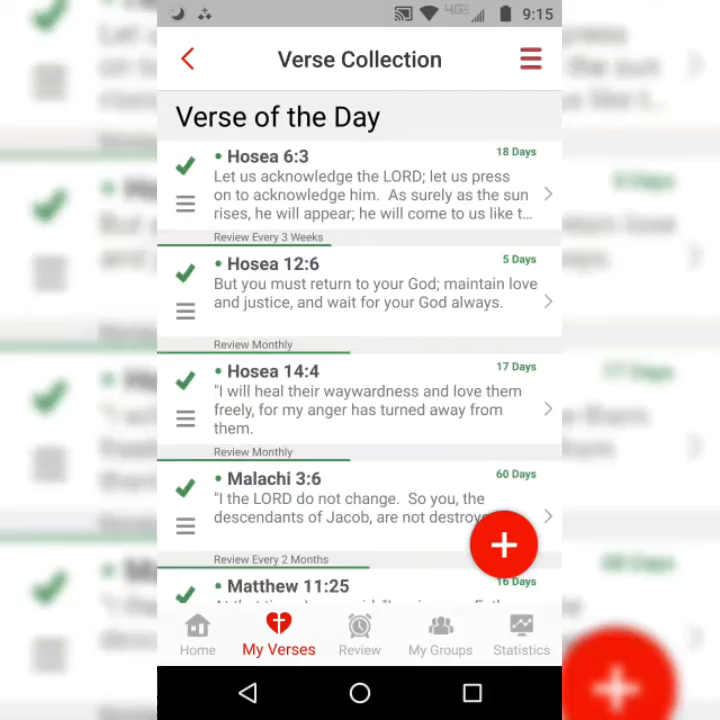 4G
9:15
Verse Collection
Verse of the Day
• Hosea 6:3
18 Days
Let us acknowledge the LORD; let us press
on to acknowledge him. As surely as the sun
rises, he will appear; he will come to us like t...
Review Every 3 Weeks
• Hosea 12:6
5 Days
But you must return to your God; maintain love
and justice, and wait for your God always.
Review Monthly
• Hosea 14:4
17 Days
"I will heal their waywardness and love them
freely, for my anger has turned away from
them.
Review Monthly
• Malachi 3:6
60 Days
"I the LORD do not change. So you, the
descendants of Jacob, are not destroye
Review Every 2 Months
• Matthew 11:25
16 Days
Home
My Verses
Review
My Groups
Statistics